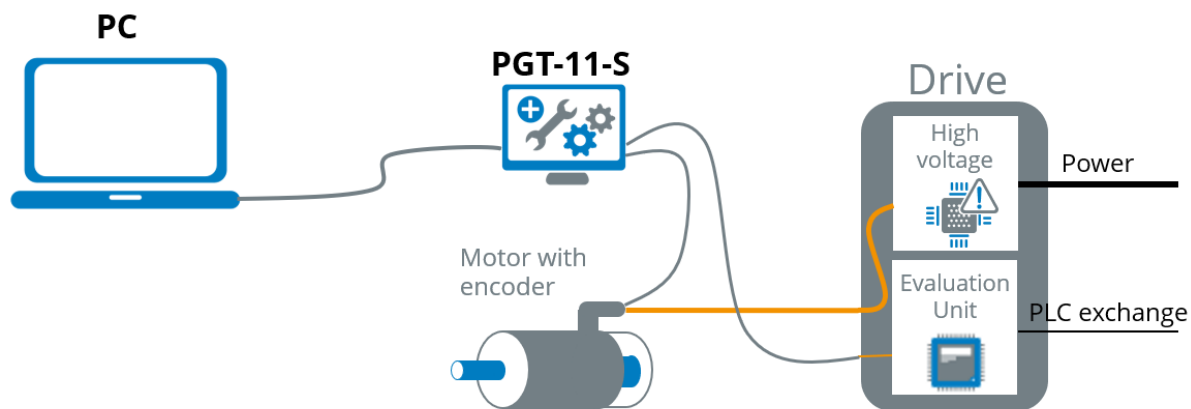 PC
PGT-11-S
Drive
High
voltage
Power
Motor with
encoder
Evaluation
Unit
PLC exchange